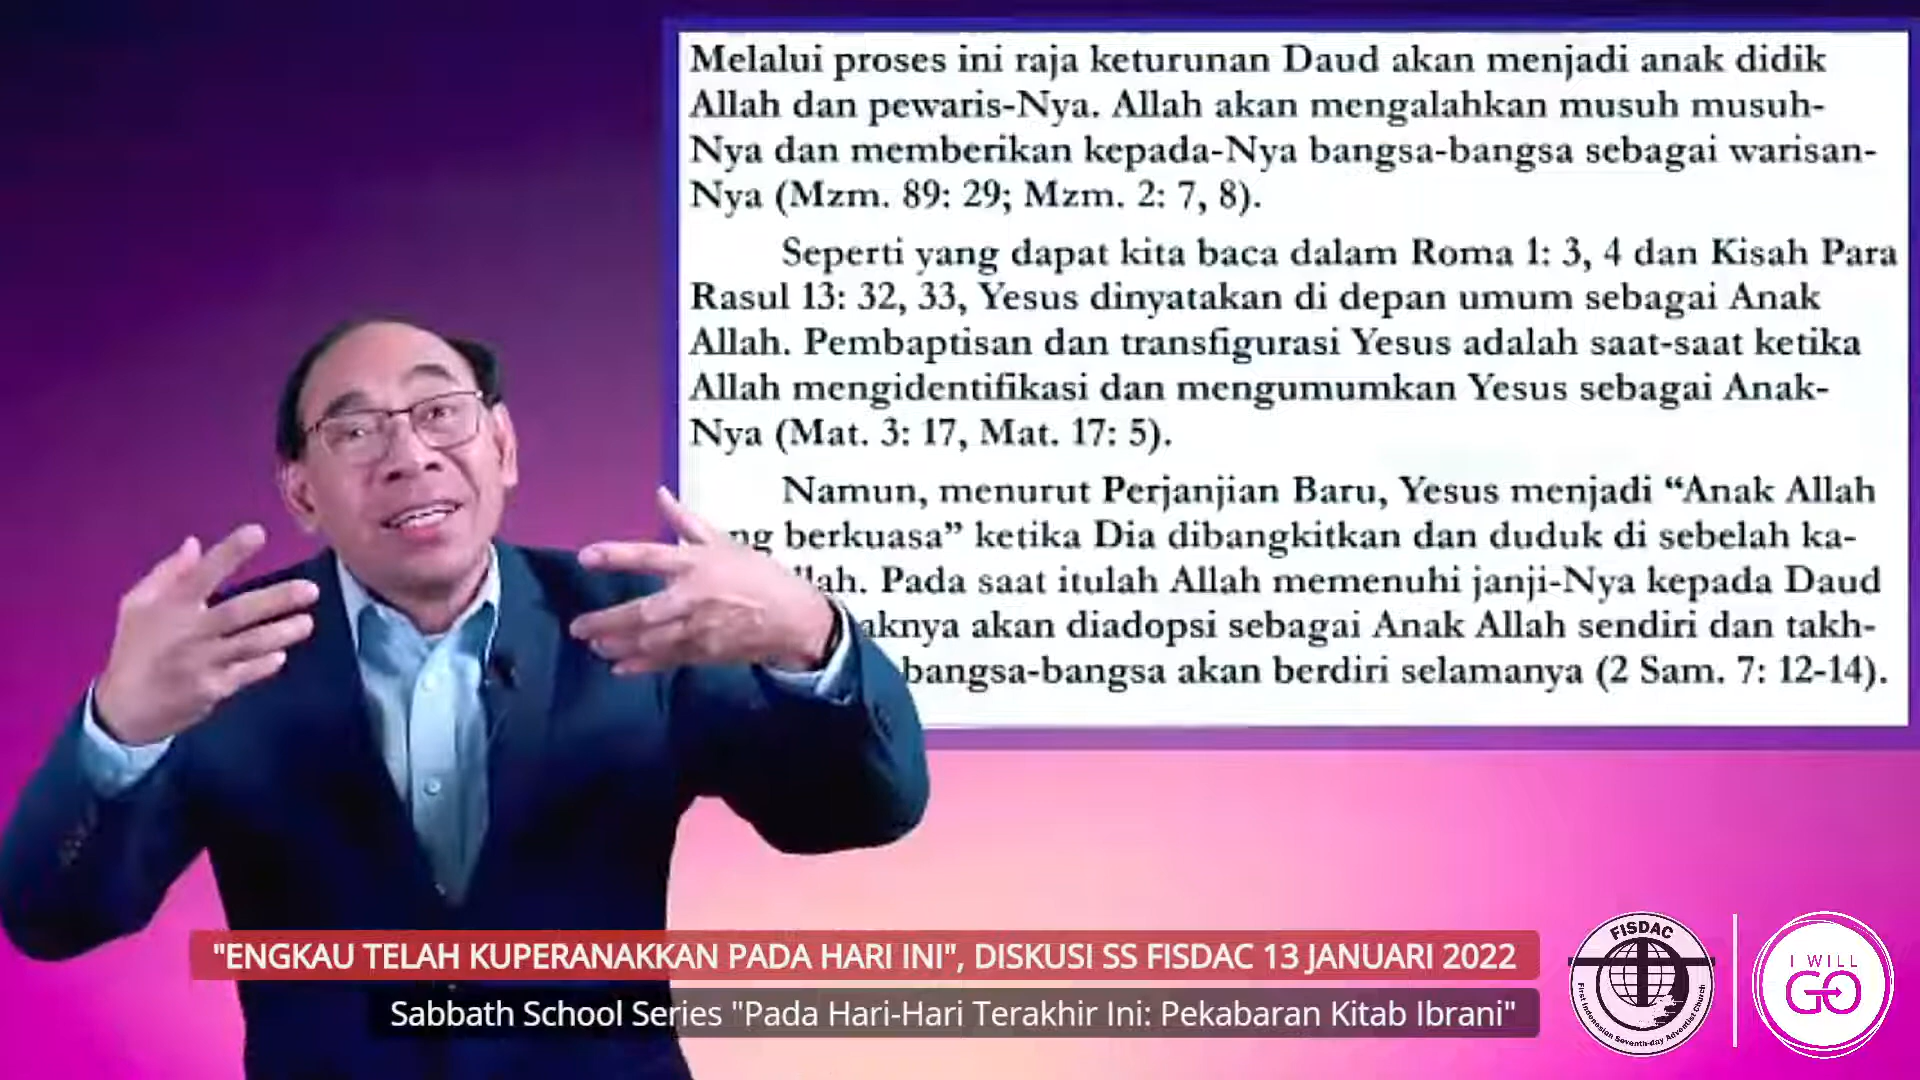 Melalui proses ini raja keturunan Daud akan menjadi anak didik
Allah dan pewaris-Nya. Allah akan mengalahkan musuh musuh-
Nya dan memberikan kepada-Nya bangsa-bangsa sebagai warisan-
Nya (Mzm. 89: 29; Mzm. 2: 7, 8).
Seperti yang dapat kita baca dalam Roma 1: 3, 4 dan Kisah Para
Rasul 13: 32, 33, Yesus dinyatakan di depan umum sebagai Anak
Allah. Pembaptisan dan transfigurasi Yesus adalah saat-saat ketika
Allah mengidentifikasi dan mengumumkan Yesus sebagai Anak-
Nya (Mat. 3: 17, Mat. 17: 5).
Namun, menurut Perjanjian Baru, Yesus menjadi “Anak Allah
berkuasa” ketika Dia dibangkitkan dan duduk di sebelah ka-
Pada saat itulah Allah memenuhi janji-Nya kepada Daud
akan diadopsi sebagai Anak Allah sendiri dan takh-
bangsa-bangsa akan berdiri selamanya (2 Sam. 7: 12-14).
"ENGKAU TELAH KUPERANAKKAN PADA HARI INI", DISKUSI SS FISDAC 13 JANUARI 2022
Sabbath School Series "Pada Hari-Hari Terakhir Ini: Pekabaran Kitab Ibrani"
FISDAC
First Indonesian Seventh-day Adventist Church
I WILL
GO